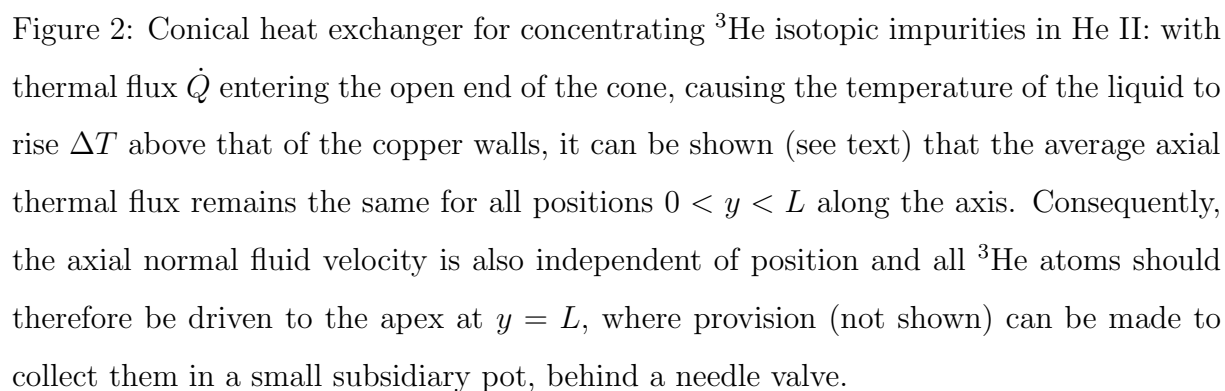 Figure 2: Conical heat exchanger for concentrating ³He isotopic impurities in He II: with
thermal flux Q̇ entering the open end of the cone, causing the temperature of the liquid to
rise ΔT above that of the copper walls, it can be shown (see text) that the average axial
thermal flux remains the same for all positions 0 < y < L along the axis. Consequently,
the axial normal fluid velocity is also independent of position and all ³He atoms should
therefore be driven to the apex at y = L, where provision (not shown) can be made to
collect them in a small subsidiary pot, behind a needle valve.